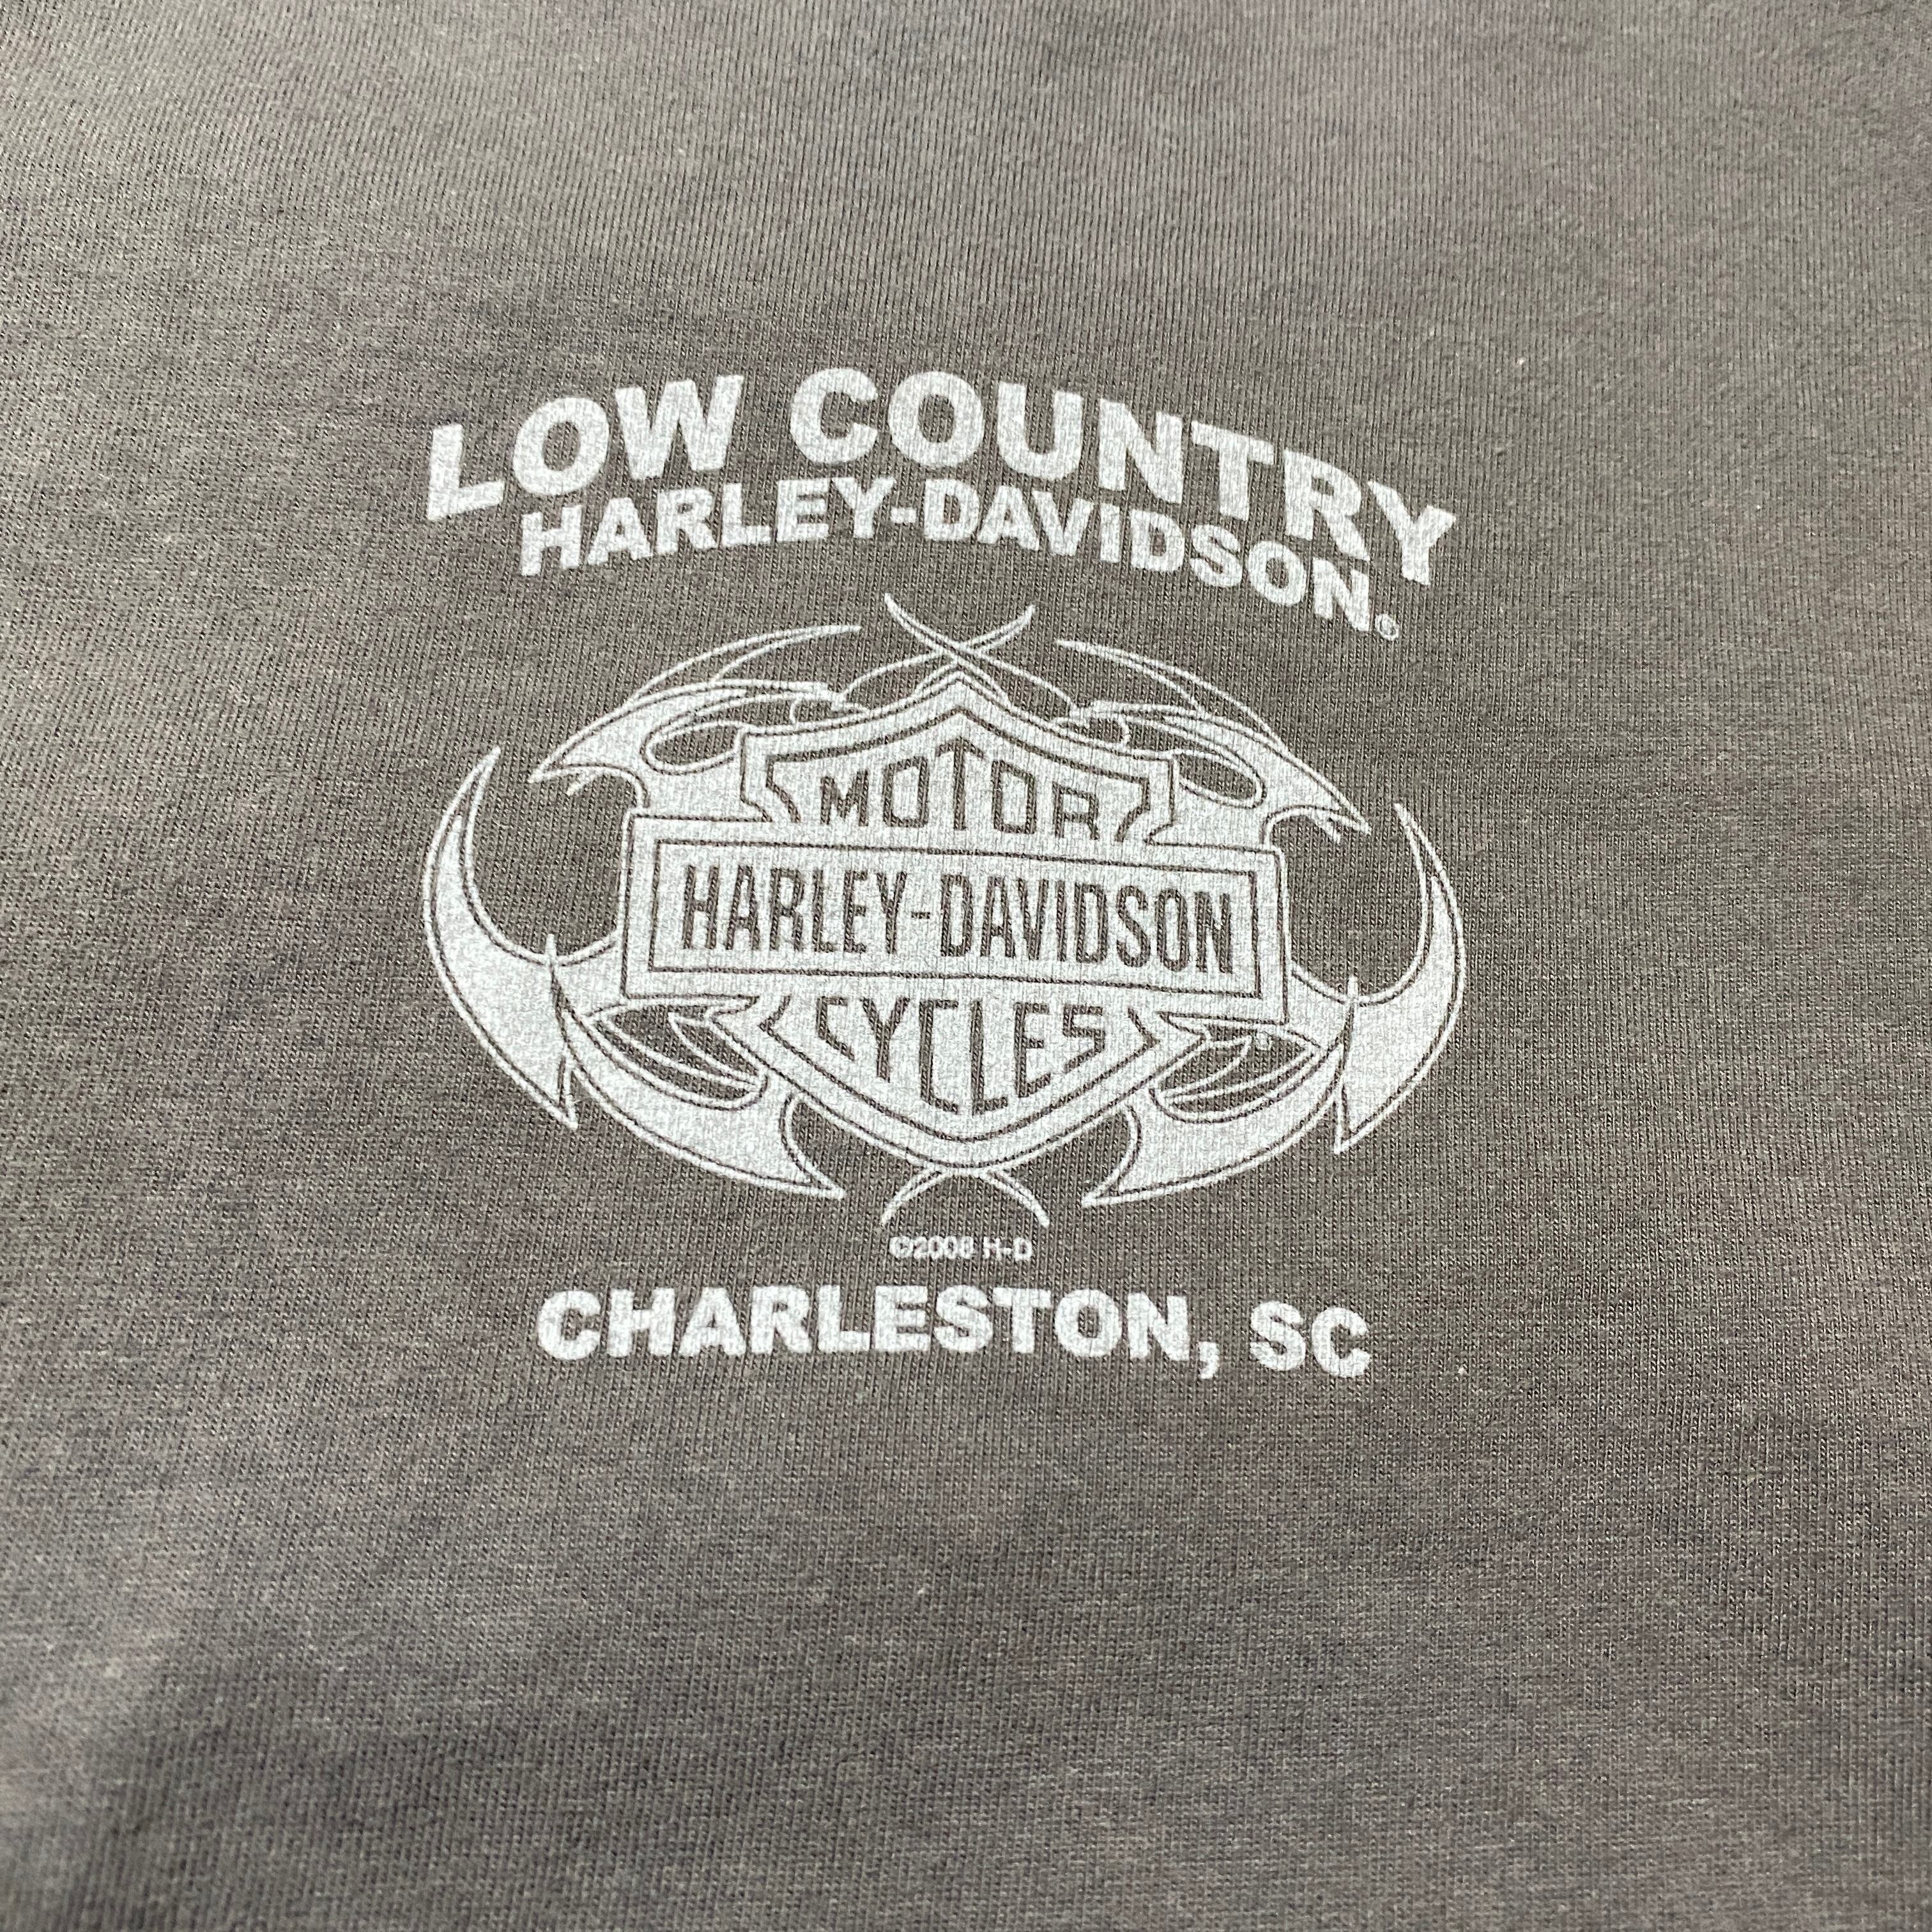 LOW COUNTRY
HARLEY-DAVIDSON®
MOTOR
HARLEY-DAVIDSON
CYCLES
©2008 H-D
CHARLESTON, SC